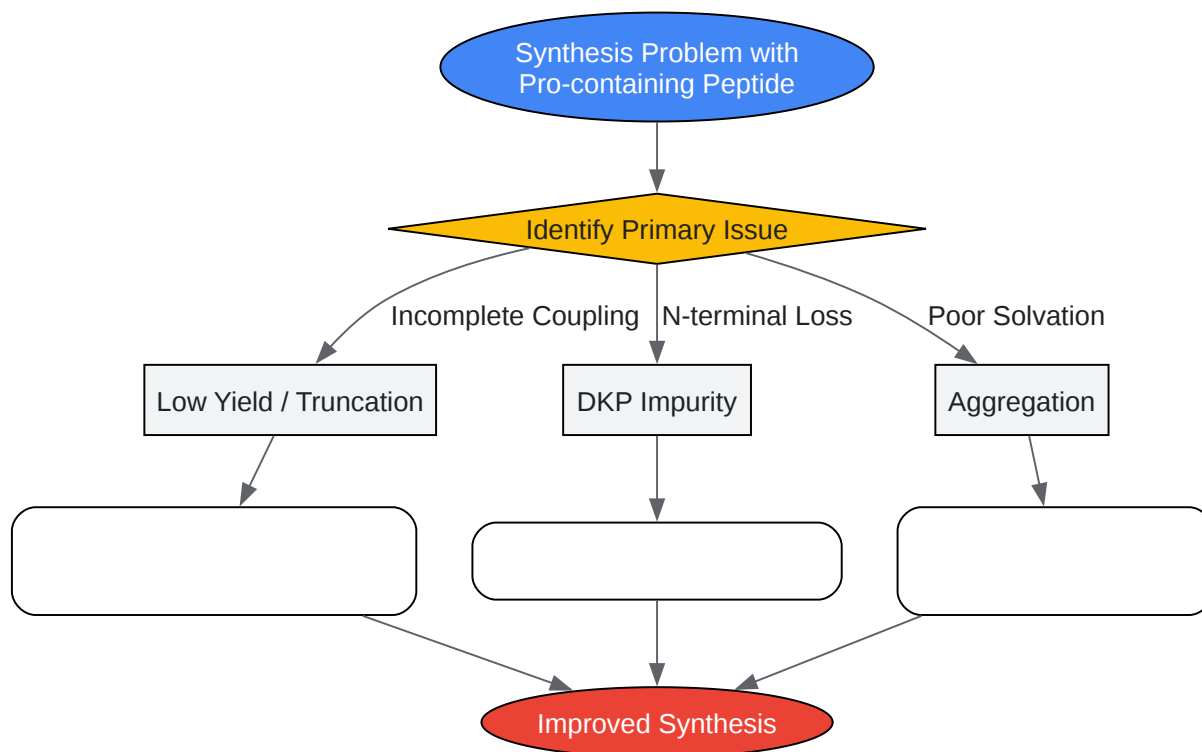 Synthesis Problem with
Pro-containing Peptide
Identify Primary Issue
Incomplete Coupling
N-terminal Loss
Poor Solvation
Low Yield / Truncation
DKP Impurity
Aggregation
Improved Synthesis